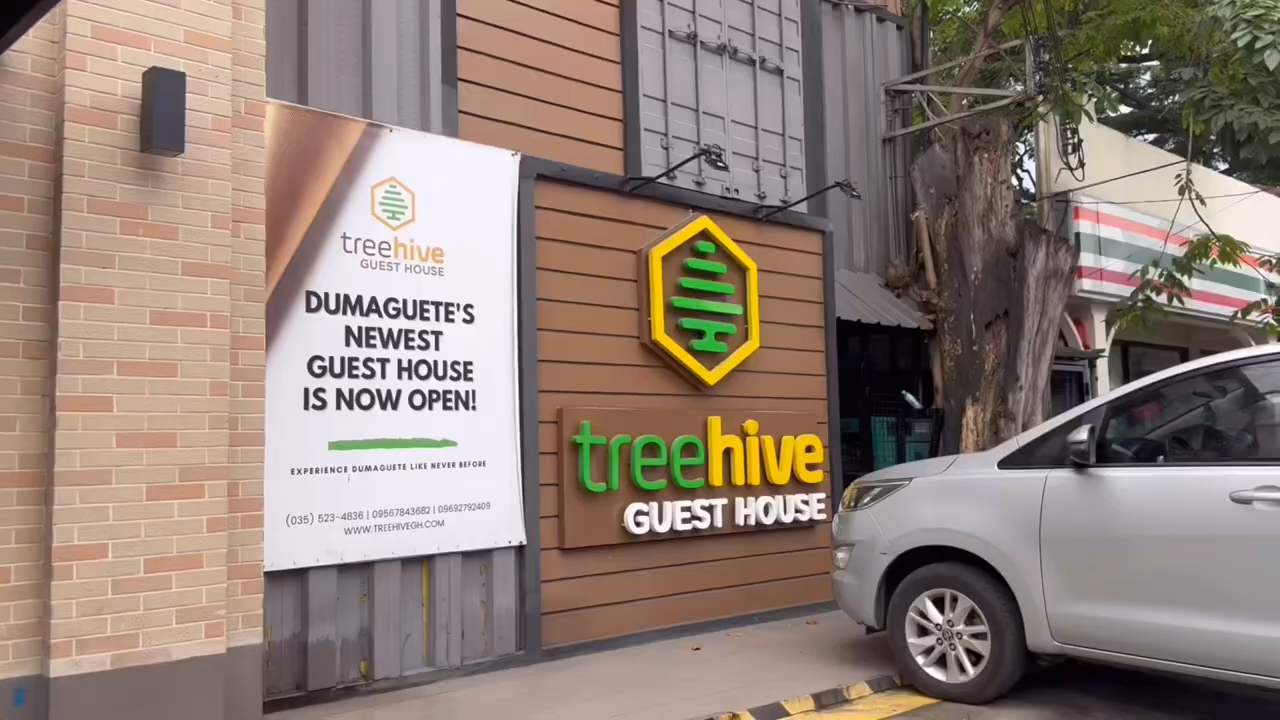 treehive
GUEST HOUSE
DUMAGUETE'S
NEWEST
GUEST HOUSE
IS NOW OPEN!
EXPERIENCE DUMAGUETE LIKE NEVER BEFORE
(035) 523-4836 | 09567843682 | 09692792409
WWW.TREEHIVEGH.COM
treehive
GUEST HOUSE